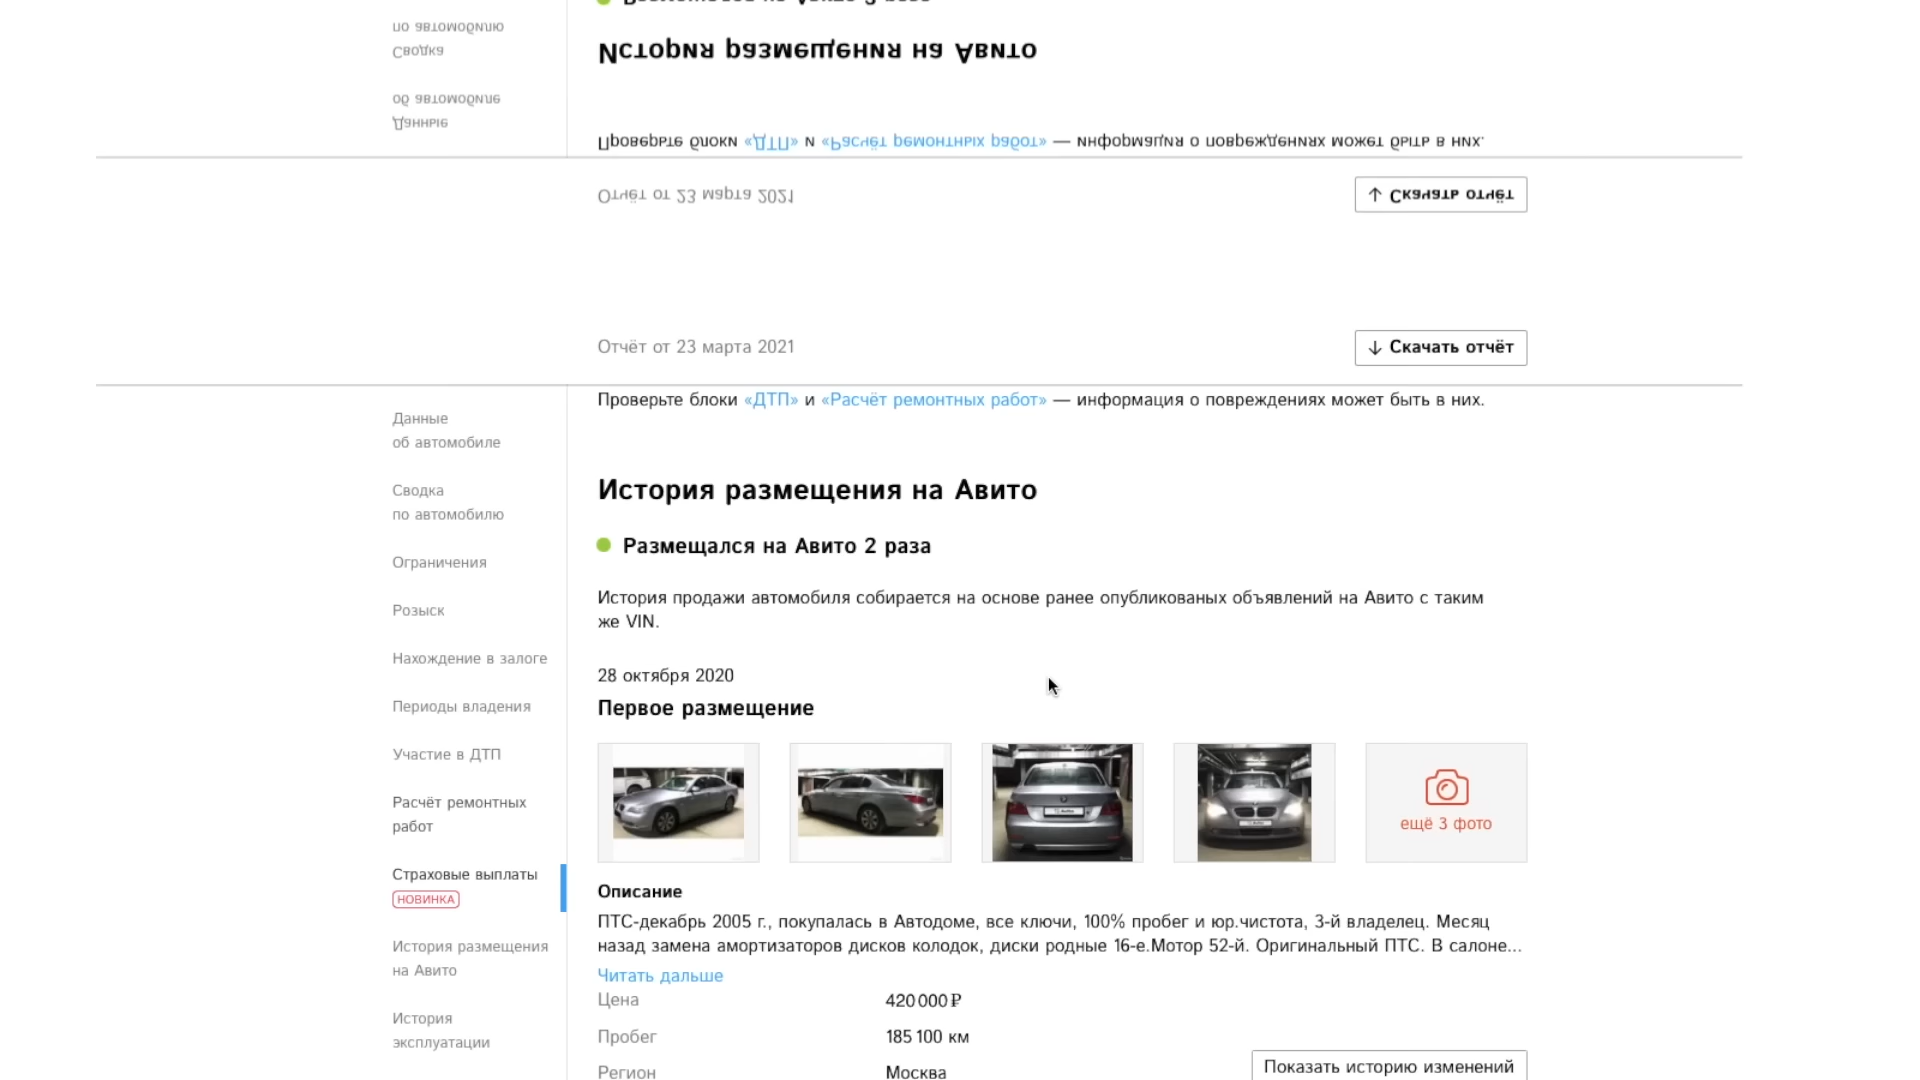 по автомобилю
Сводка
об автомобиле
Данные
Размещался на Авито 2 раза
История размещения на Авито
Проверьте блоки «ДТП» и «Расчёт ремонтных работ» — информация о повреждениях может быть в них.
Отчёт от 23 марта 2021
Скачать отчёт
Отчёт от 23 марта 2021
Скачать отчёт
Данные
об автомобиле
Сводка
по автомобилю
Ограничения
Розыск
Нахождение в залоге
Периоды владения
Участие в ДТП
Расчёт ремонтных
работ
Страховые выплаты
НОВИНКА
История размещения
на Авито
История
эксплуатации
Проверьте блоки «ДТП» и «Расчёт ремонтных работ» — информация о повреждениях может быть в них.
История размещения на Авито
Размещался на Авито 2 раза
История продажи автомобиля собирается на основе ранее опубликованых объявлений на Авито с таким
же VIN.
28 октября 2020
Первое размещение
ещё 3 фото
Описание
ПТС-декабрь 2005 г., покупалась в Автодоме, все ключи, 100% пробег и юр.чистота, 3-й владелец. Месяц
назад замена амортизаторов дисков колодок, диски родные 16-е.Мотор 52-й. Оригинальный ПТС. В салоне...
Читать дальше
Цена 420 000 ₽
Пробег 185 100 км
Регион Москва
Показать историю изменений